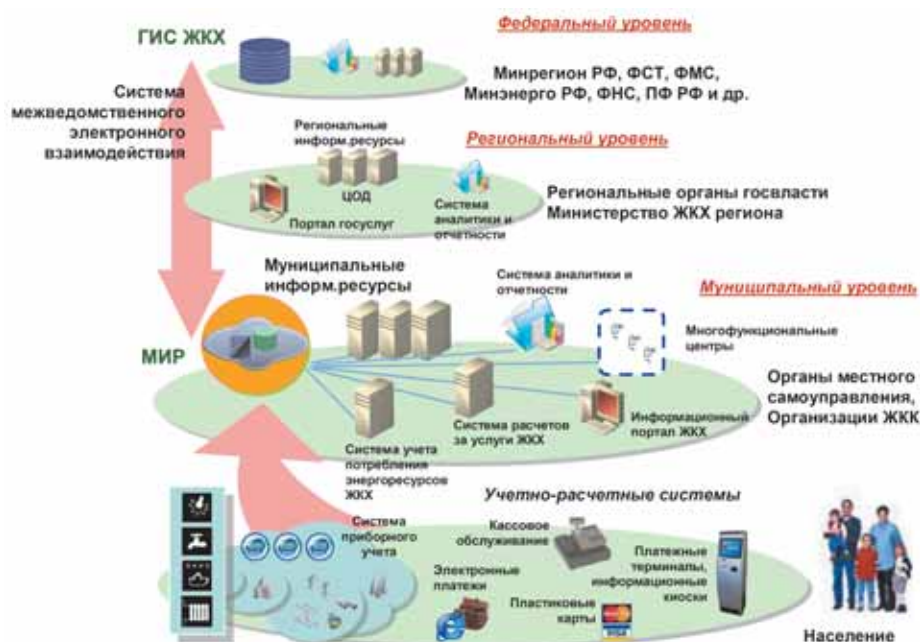 ГИС ЖКХ
Федеральный уровень
Система
межведомственного
электронного
взаимодействия
Минрегион РФ, ФСТ, ФМС,
Минэнерго РФ, ФНС, ПФ РФ и др.
Региональные
информ.ресурсы
Региональный уровень
ЦОД
Портал госуслуг
Система
аналитики и
отчетности
Региональные органы госвласти
Министерство ЖКХ региона
Муниципальные
информ.ресурсы
Система аналитики и
отчетности
Муниципальный уровень
Многофункциональные
центры
МИР
Органы местного
самоуправления,
Организации ЖКК
Система учета
потребления
энергоресурсов
ЖКХ
Система расчетов
за услуги ЖКХ
Информационный
портал ЖКХ
Учетно-расчетные системы
Система
приборного
учета
Кассовое
обслуживание
Платежные
терминалы,
информационные
киоски
Электронные
платежи
Пластиковые
карты
MasterCard
VISA
Население